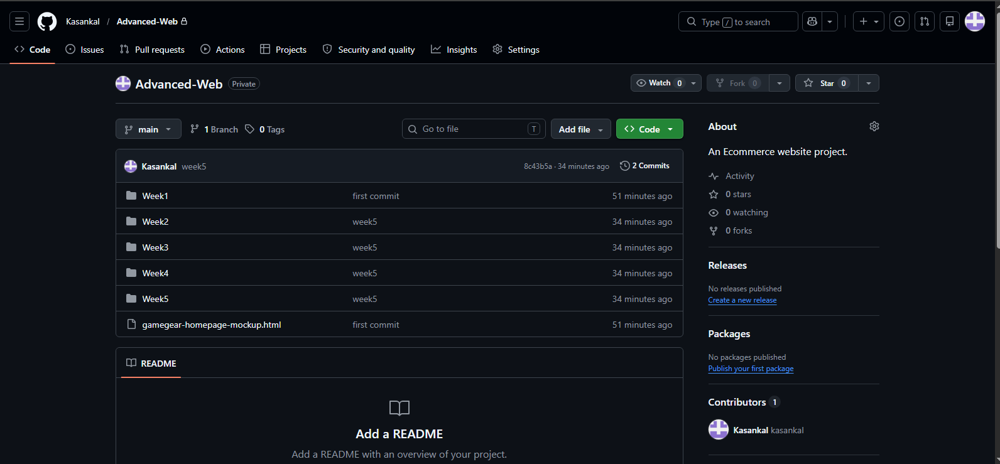 Kasankal / Advanced-Web
Type / to search
Code Issues Pull requests Actions Projects Security and quality Insights Settings
Advanced-Web Private
Watch 0 Fork 0 Star 0
main 1 Branch 0 Tags Go to file T Add file Code
Kasankal week5 8c43b5a · 34 minutes ago 2 Commits
Week1 first commit 51 minutes ago
Week2 week5 34 minutes ago
Week3 week5 34 minutes ago
Week4 week5 34 minutes ago
Week5 week5 34 minutes ago
gamegear-homepage-mockup.html first commit 51 minutes ago
README
Add a README
Add a README with an overview of your project.
About
An Ecommerce website project.
Activity
0 stars
0 watching
0 forks
Releases
No releases published
Create a new release
Packages
No packages published
Publish your first package
Contributors 1
Kasankal kasankal